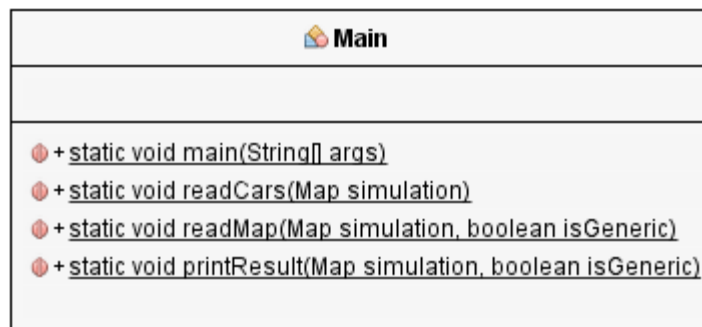 Main
+ static void main(String[] args)
+ static void readCars(Map simulation)
+ static void readMap(Map simulation, boolean isGeneric)
+ static void printResult(Map simulation, boolean isGeneric)